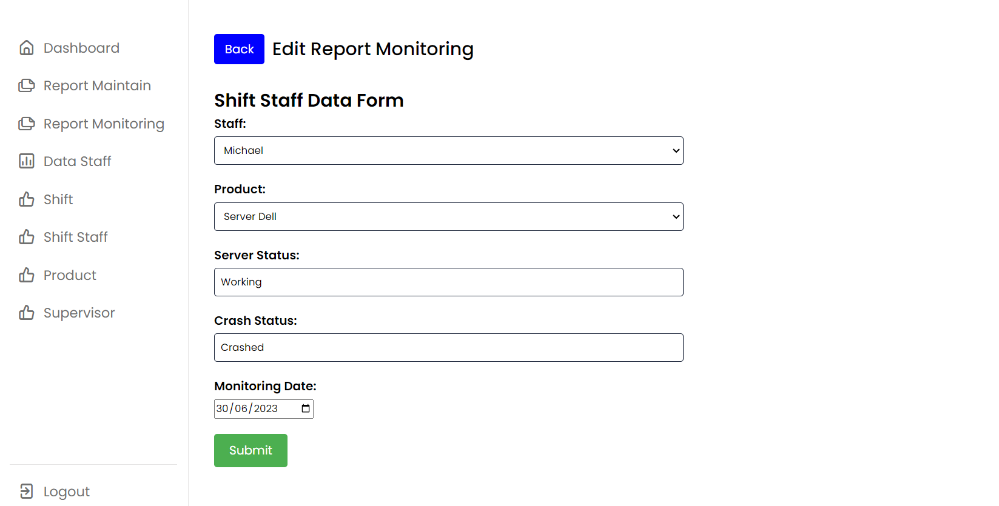 Dashboard
Report Maintain
Report Monitoring
Data Staff
Shift
Shift Staff
Product
Supervisor
Logout
Back
Edit Report Monitoring
Shift Staff Data Form
Staff:
Michael
Product:
Server Dell
Server Status:
Working
Crash Status:
Crashed
Monitoring Date:
30/06/2023
Submit